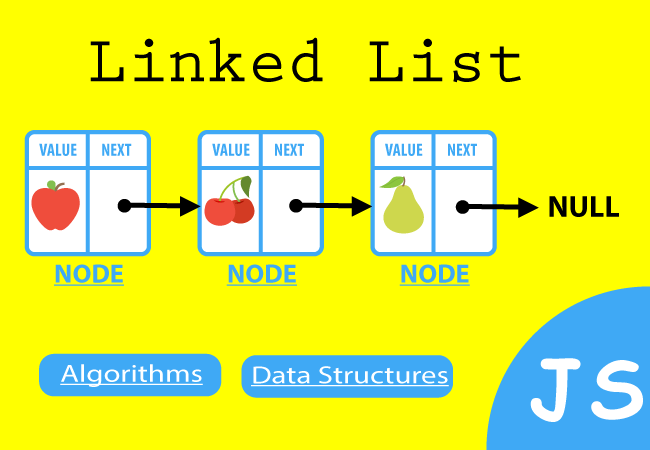 Linked List
VALUE NEXT VALUE NEXT VALUE NEXT
NULL
NODE NODE NODE
Algorithms Data Structures
JS